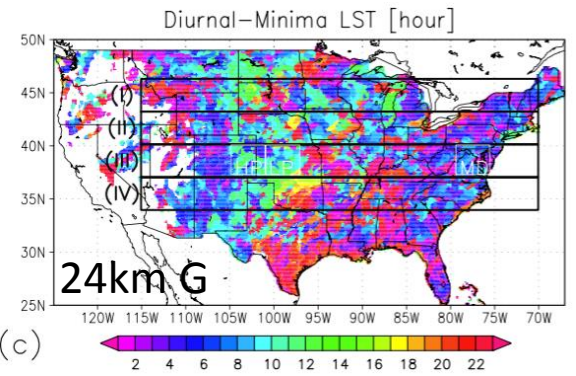 Diurnal-Minima LST [hour]
50N
45N
(I)
(II)
40N
(III)
MD
35N
(IV)
30N
24km G
25N
120W 115W 110W 105W 100W 95W 90W 85W 80W 75W 70W
(c)
2 4 6 8 10 12 14 16 18 20 22